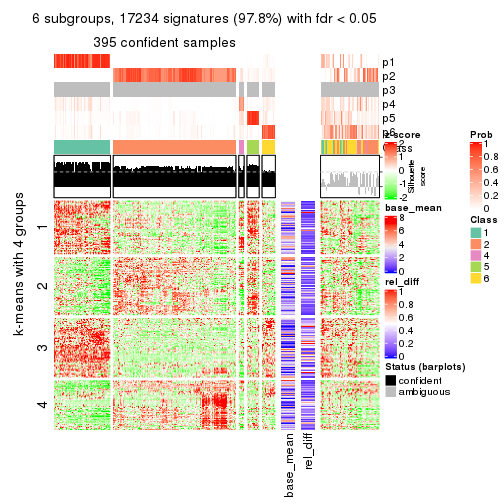 6 subgroups, 17234 signatures (97.8%) with fdr < 0.05
395 confident samples
p1
p2
p3
p4
p5
p6
Class
Silhouette
score
k-means with 4 groups
1
2
3
4
base_mean
rel_diff
z-score
2
1
0
-1
-2
base_mean
8
6
4
2
0
rel_diff
1
0.8
0.6
0.4
0.2
0
Status (barplots)
confident
ambiguous
Prob
1
0.8
0.6
0.4
0.2
0
Class
1
2
4
5
6